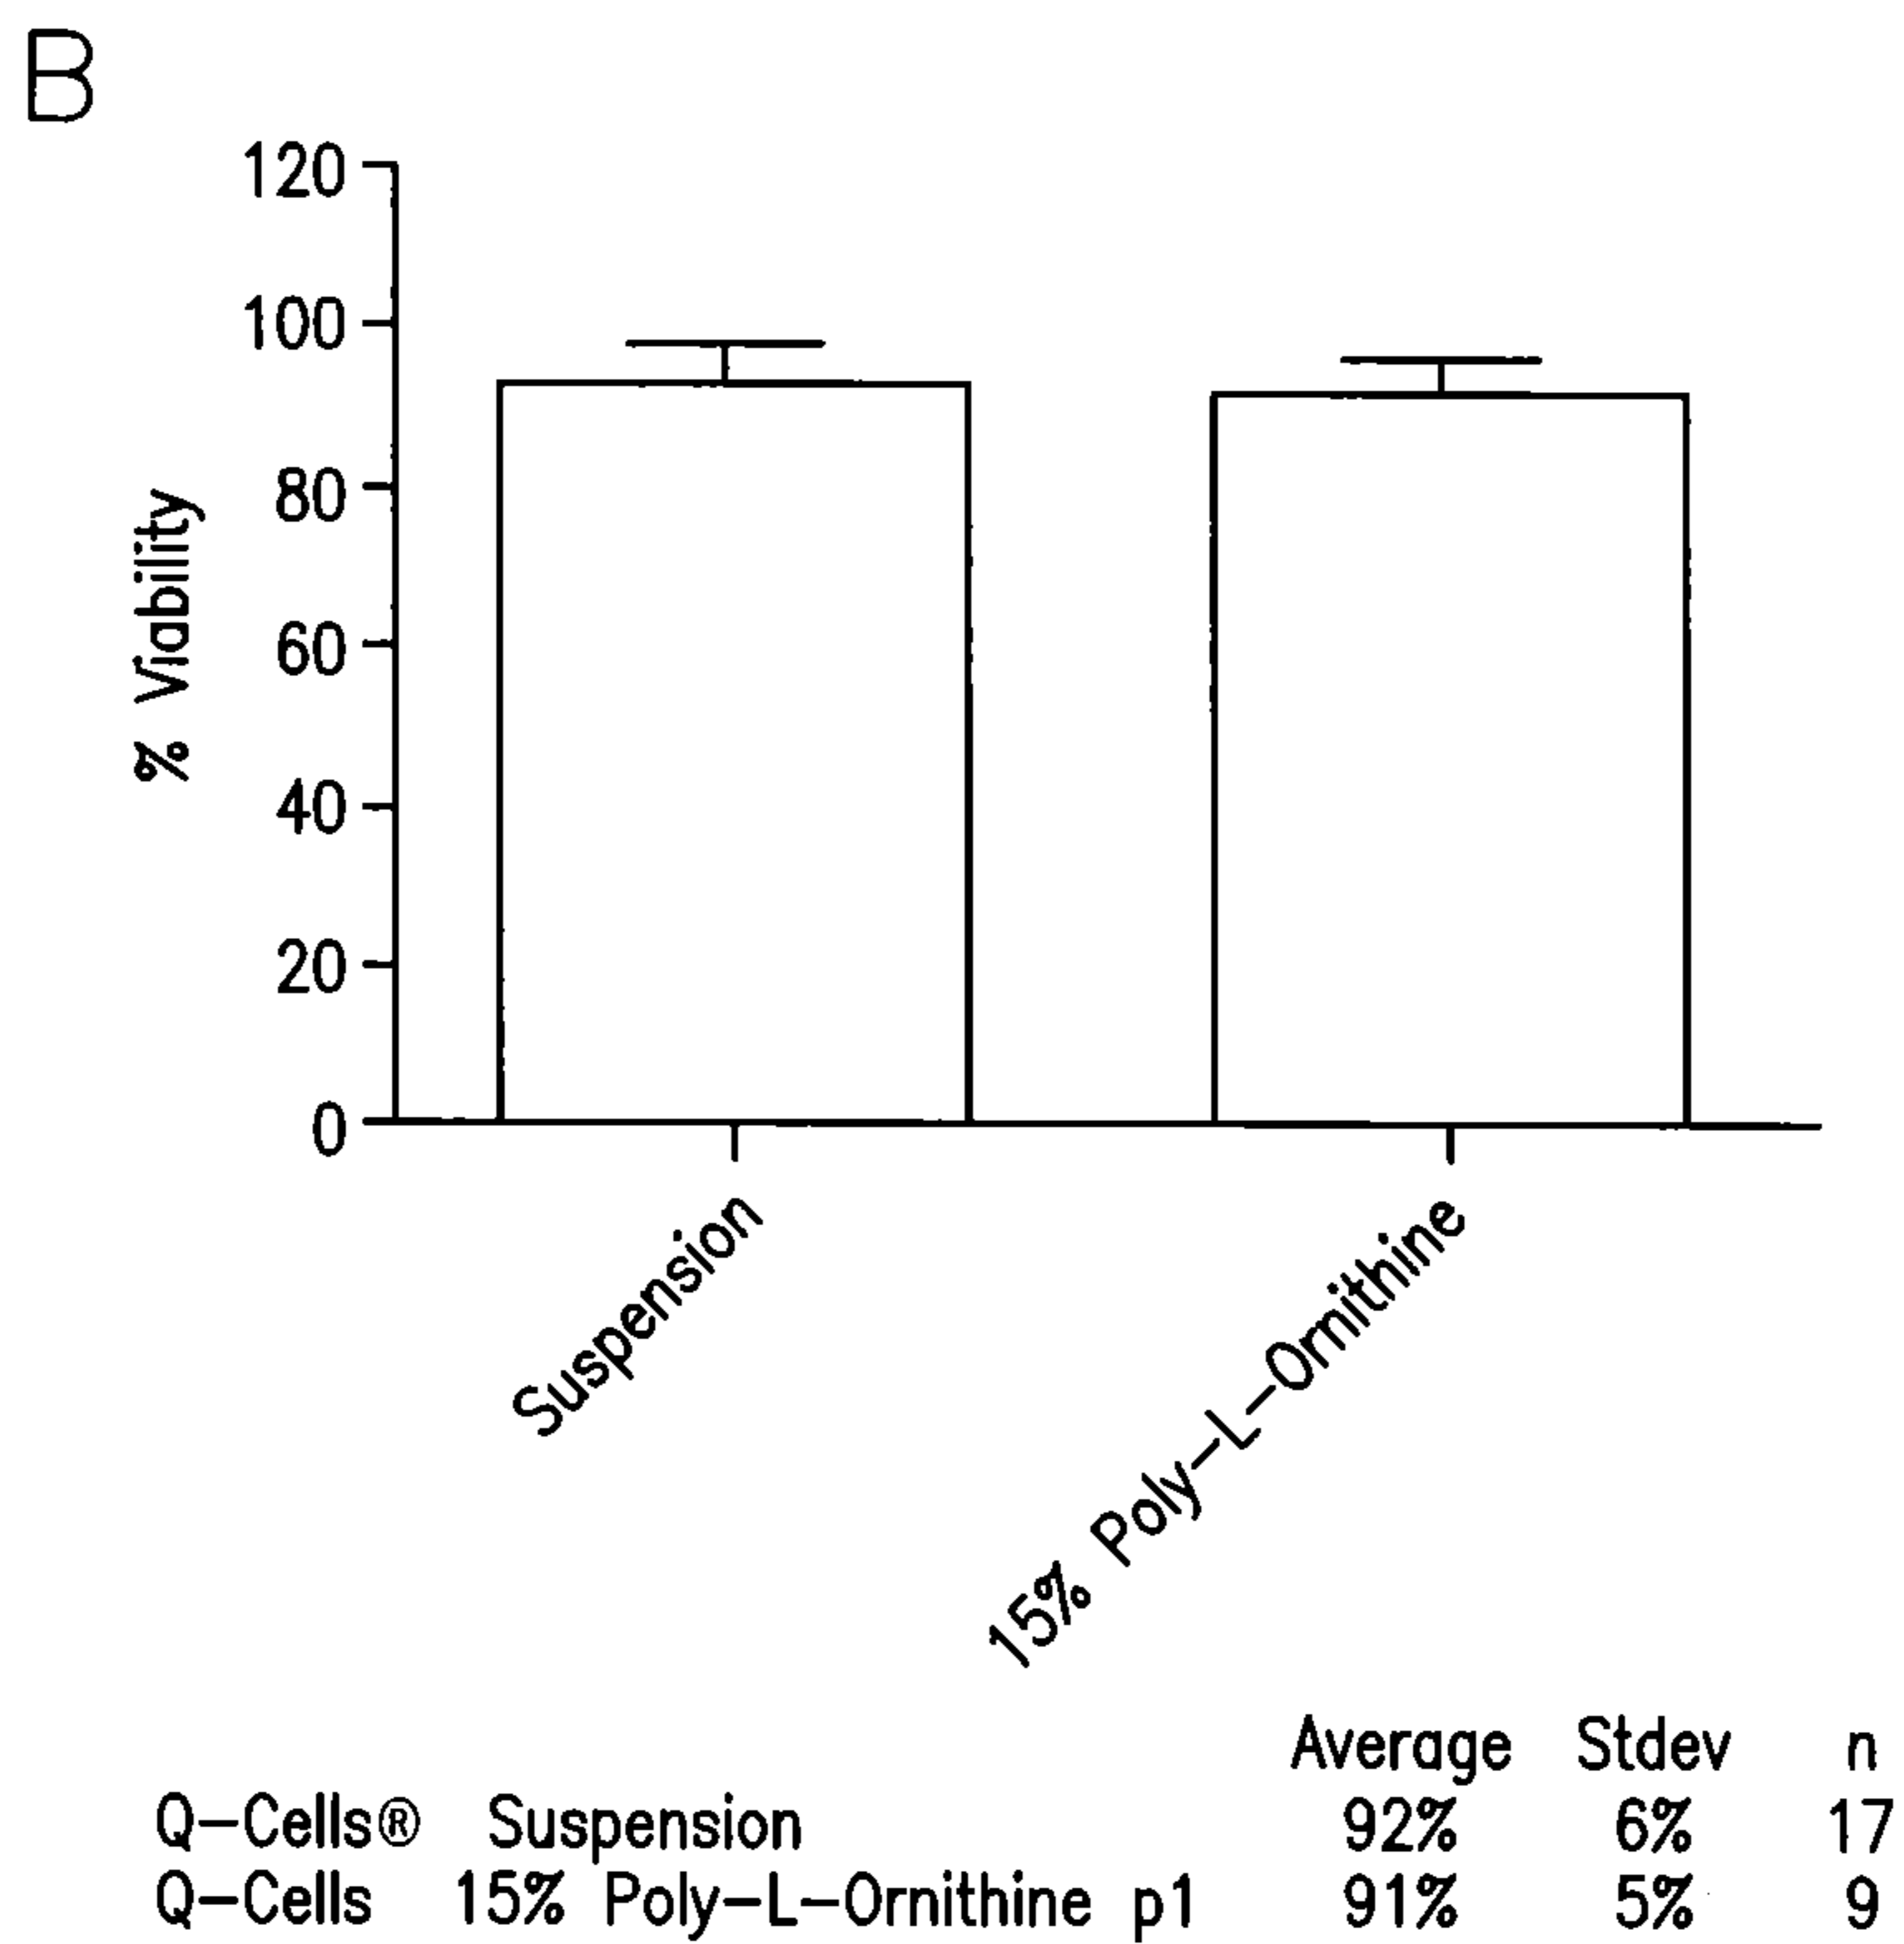 B
120
100
80
60
40
20
0
% Viability
Suspension
15% Poly-L-Ornithine
Average Stdev n
Q-Cells® Suspension 92% 6% 17
Q-Cells 15% Poly-L-Ornithine p1 91% 5% 9